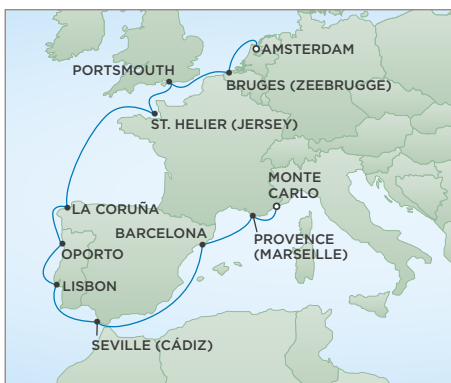 AMSTERDAM
PORTSMOUTH
BRUGES (ZEEBRUGGE)
ST. HELIER (JERSEY)
MONTE
CARLO
LA CORUÑA
BARCELONA
PROVENCE
(MARSEILLE)
OPORTO
LISBON
SEVILLE (CÁDIZ)